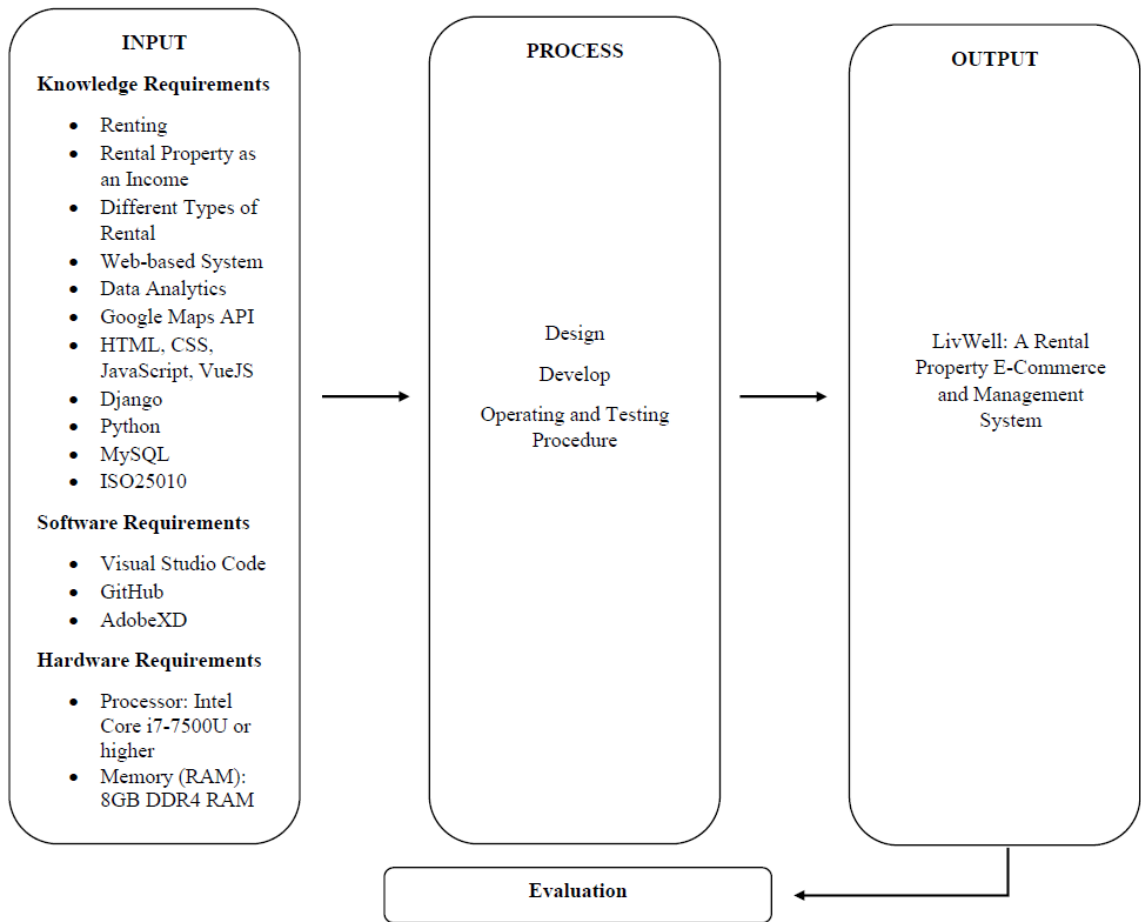 INPUT
Knowledge Requirements
• Renting
• Rental Property as
an Income
• Different Types of
Rental
• Web-based System
• Data Analytics
• Google Maps API
• HTML, CSS,
JavaScript, VueJS
• Django
• Python
• MySQL
• ISO25010
Software Requirements
• Visual Studio Code
• GitHub
• AdobeXD
Hardware Requirements
• Processor: Intel
Core i7-7500U or
higher
• Memory (RAM):
8GB DDR4 RAM
PROCESS
Design
Develop
Operating and Testing
Procedure
OUTPUT
LivWell: A Rental
Property E-Commerce
and Management
System
Evaluation